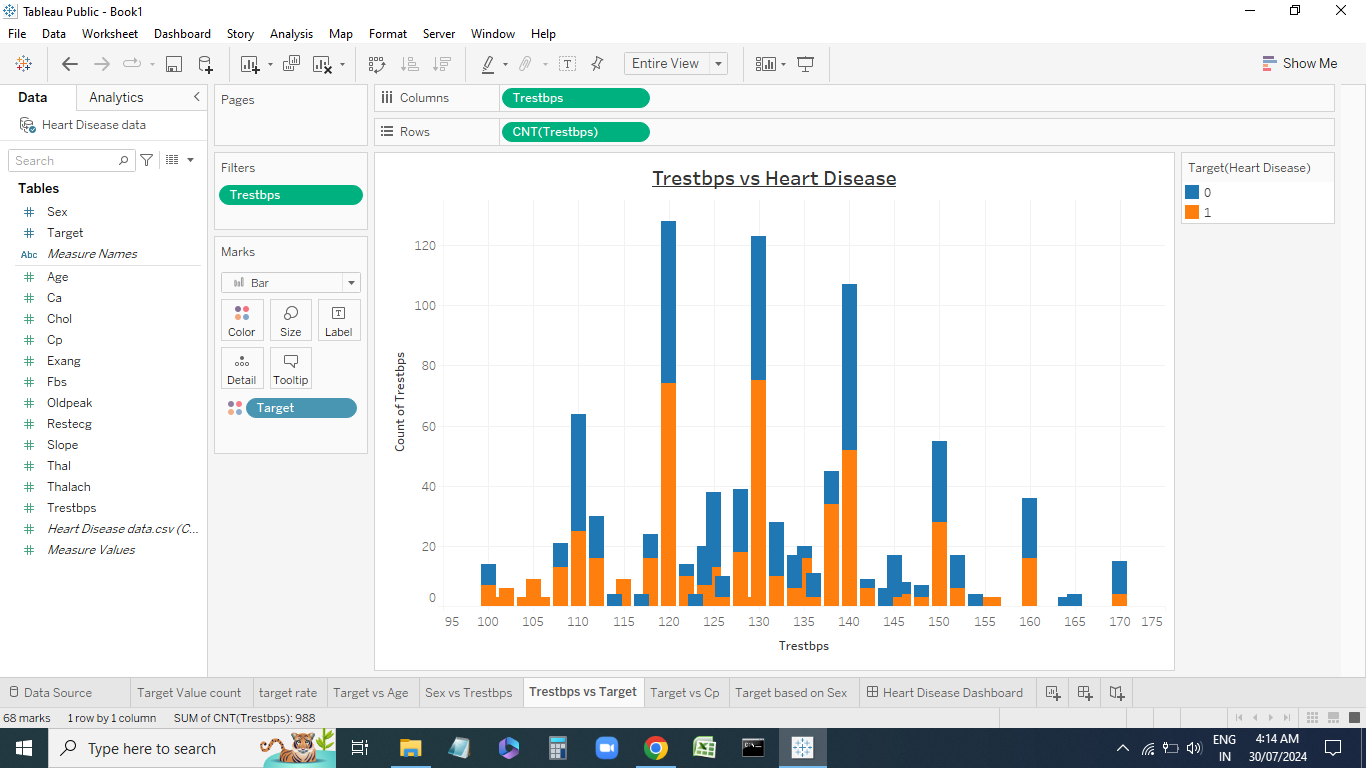 Tableau Public - Book1
File Data Worksheet Dashboard Story Analysis Map Format Server Window Help
Entire View
Show Me
Data Analytics
Heart Disease data
Search
Tables
Sex
Target
Abc Measure Names
Age
Ca
Chol
Cp
Exang
Fbs
Oldpeak
Restecg
Slope
Thal
Thalach
Trestbps
Heart Disease data.csv (C...
Measure Values
Pages
Filters
Trestbps
Marks
Bar
Color Size Label
Detail Tooltip
Target
Columns Trestbps
Rows CNT(Trestbps)
Trestbps vs Heart Disease
Count of Trestbps
120
100
80
60
40
20
0
95 100 105 110 115 120 125 130 135 140 145 150 155 160 165 170 175
Trestbps
Target(Heart Disease)
0
1
Data Source Target Value count target rate Target vs Age Sex vs Trestbps Trestbps vs Target Target vs Cp Target based on Sex Heart Disease Dashboard
68 marks 1 row by 1 column SUM of CNT(Trestbps): 988
Type here to search
ENG
IN
4:14 AM
30/07/2024